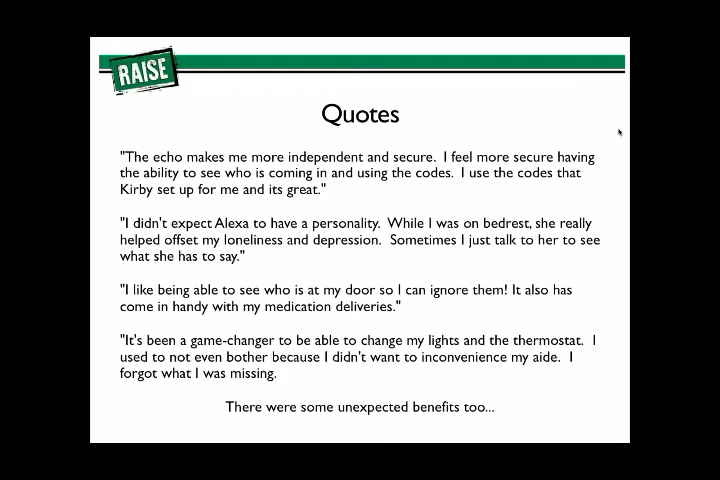 RAISE
Quotes
"The echo makes me more independent and secure. I feel more secure having
the ability to see who is coming in and using the codes. I use the codes that
Kirby set up for me and its great."
"I didn't expect Alexa to have a personality. While I was on bedrest, she really
helped offset my loneliness and depression. Sometimes I just talk to her to see
what she has to say."
"I like being able to see who is at my door so I can ignore them! It also has
come in handy with my medication deliveries."
"It's been a game-changer to be able to change my lights and the thermostat. I
used to not even bother because I didn't want to inconvenience my aide. I
forgot what I was missing.
There were some unexpected benefits too...